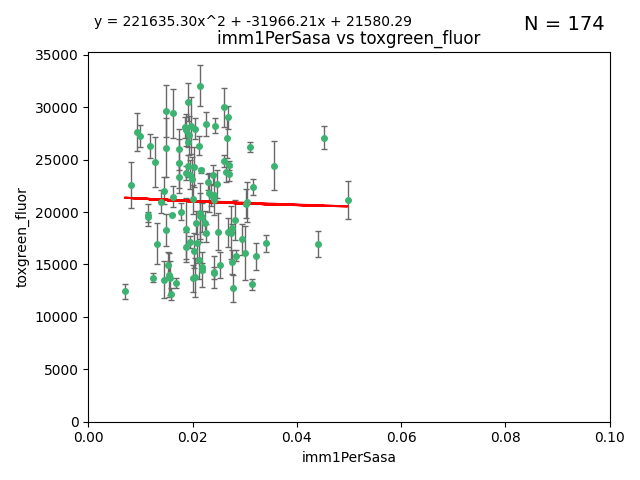 y = 221635.30x^2 + -31966.21x + 21580.29
N = 174
imm1PerSasa vs toxgreen_fluor
35000
30000
25000
20000
15000
10000
5000
0
toxgreen_fluor
0.00 0.02 0.04 0.06 0.08 0.10
imm1PerSasa